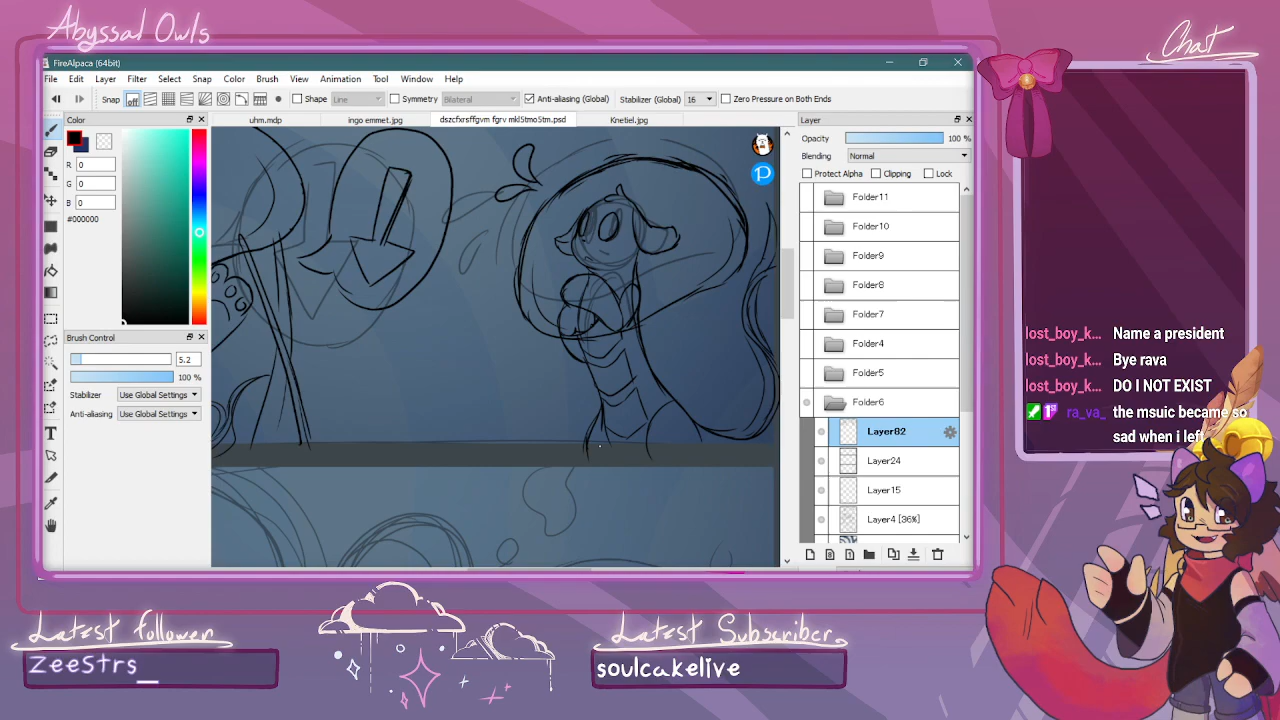 Abyssal Owls
Chat
FireAlpaca (64bit)
File Edit Layer Filter Select Snap Color Brush View Animation Tool Window Help
Snap off Shape Line Symmetry Bilateral Anti-aliasing (Global) Stabilizer (Global) 16 Zero Pressure on Both Ends
Color
uhm.mdp ingo emmet.jpg dszcfxrsffgvm fgrv mkl5tmo5tm.psd Knetiel.jpg
Layer
Opacity 100 %
Blending Normal
Protect Alpha Clipping Lock
R 0
G 0
B 0
#000000
Folder11
Folder10
Folder9
Folder8
Folder7
Folder4
Folder5
Folder6
Layer82
Layer24
Layer15
Layer4 [36%]
Brush Control
5.2
100 %
Stabilizer Use Global Settings
Anti-aliasing Use Global Settings
lost_boy_k... Name a president
lost_boy_k... Bye rava
lost_boy_k... DO I NOT EXIST
ra_va_ the msuic became so
sad when i left
Latest follower
zeestrs_
Latest Subscriber
soulcakelive